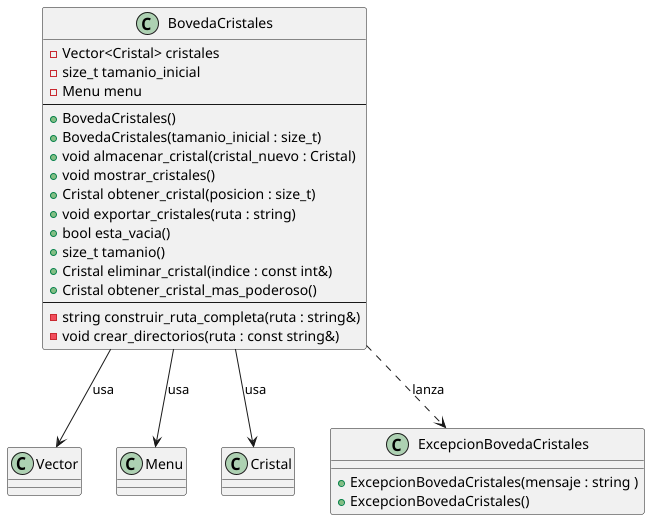 C BovedaCristales
Vector<Cristal> cristales
size_t tamanio_inicial
Menu menu
BovedaCristales()
BovedaCristales(tamanio_inicial : size_t)
void almacenar_cristal(cristal_nuevo : Cristal)
void mostrar_cristales()
Cristal obtener_cristal(posicion : size_t)
void exportar_cristales(ruta : string)
bool esta_vacia()
size_t tamanio()
Cristal eliminar_cristal(indice : const int&)
Cristal obtener_cristal_mas_poderoso()
string construir_ruta_completa(ruta : string&)
void crear_directorios(ruta : const string&)
usa
usa
usa
lanza
C Vector
C Menu
C Cristal
C ExcepcionBovedaCristales
ExcepcionBovedaCristales(mensaje : string )
ExcepcionBovedaCristales()